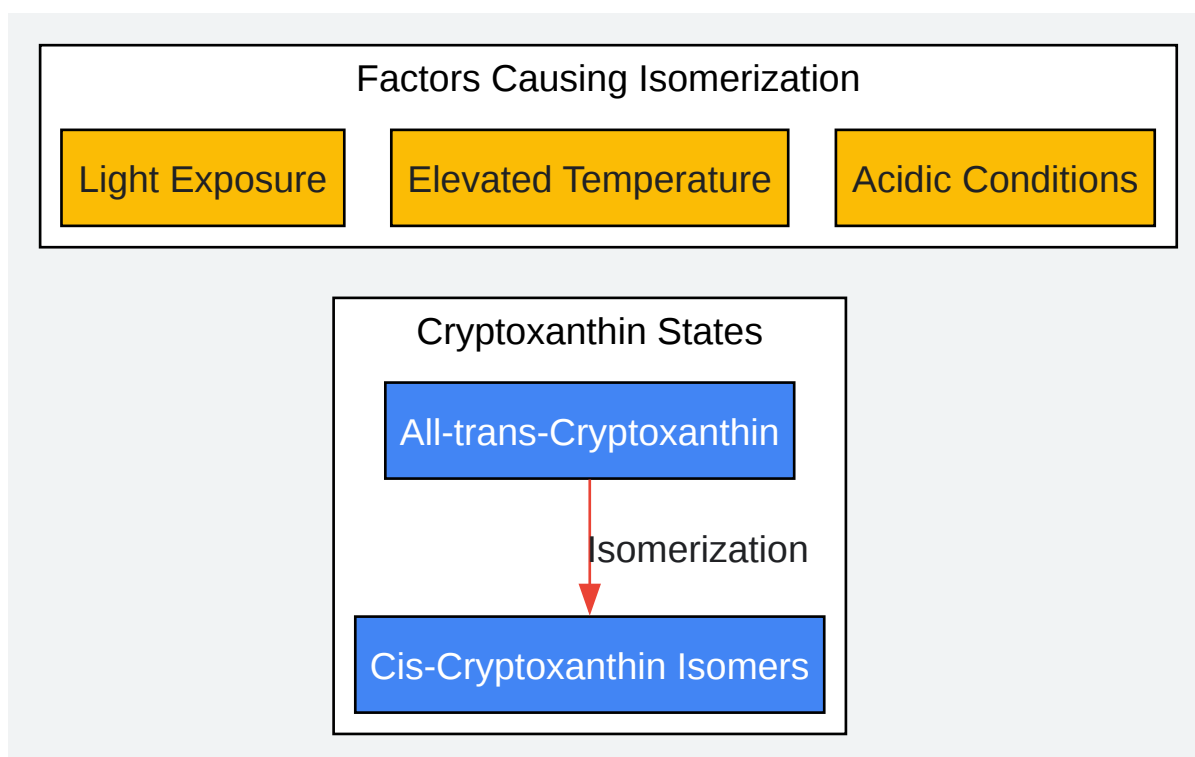 Factors Causing Isomerization
Light Exposure
Elevated Temperature
Acidic Conditions
Cryptoxanthin States
All-trans-Cryptoxanthin
Isomerization
Cis-Cryptoxanthin Isomers